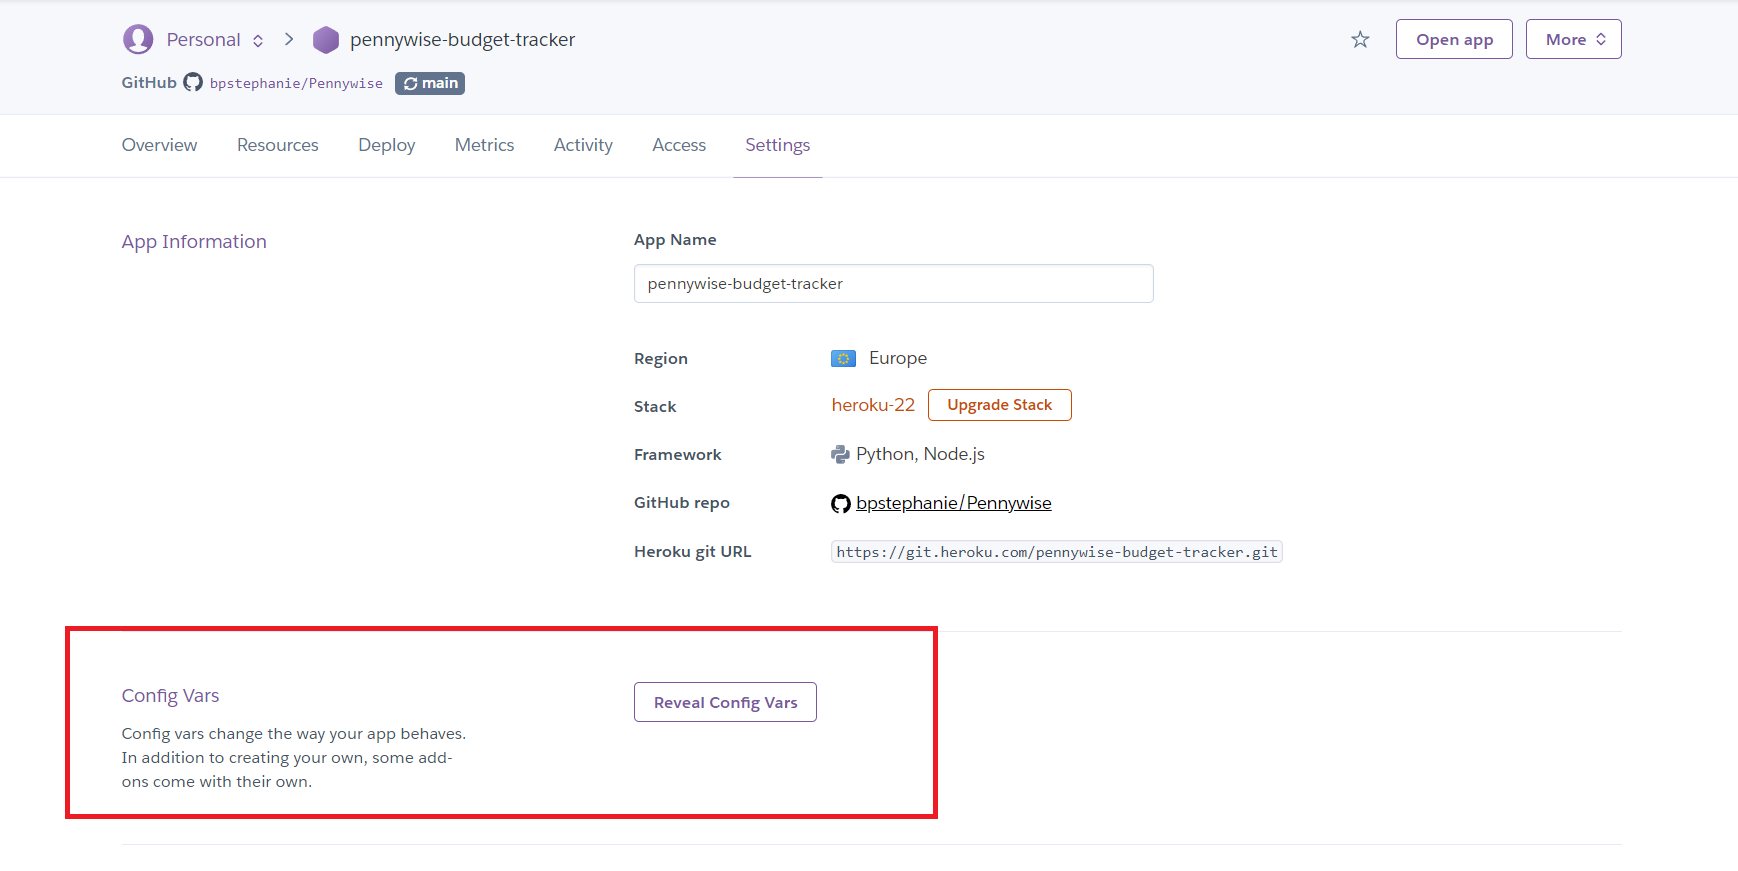 Personal pennywise-budget-tracker Open app More
GitHub bpstephanie/Pennywise main
Overview Resources Deploy Metrics Activity Access Settings
App Information
App Name
pennywise-budget-tracker
Region Europe
Stack heroku-22 Upgrade Stack
Framework Python, Node.js
GitHub repo bpstephanie/Pennywise
Heroku git URL https://git.heroku.com/pennywise-budget-tracker.git
Config Vars
Reveal Config Vars
Config vars change the way your app behaves.
In addition to creating your own, some add-
ons come with their own.